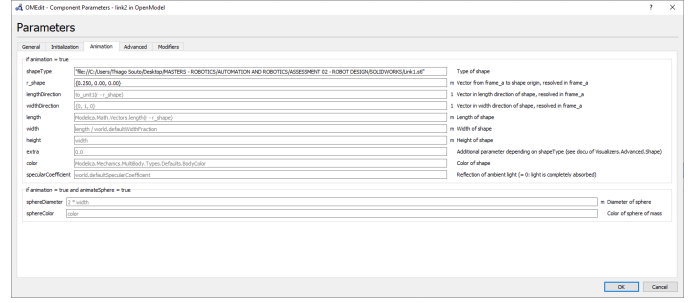 OMEdit - Component Parameters - link2 in OpenModel ? ×
Parameters
General Initialization Animation Advanced Modifiers
if animation = true
shapeType "file://C:/Users/Thiago Souto/Desktop/MASTERS - ROBOTICS/AUTOMATION AND ROBOTICS/ASSESSMENT 02 - ROBOT DESIGN/SOLIDWORKS/Link1.stl" Type of shape
r_shape {0.250, 0.00, 0.00} m Vector from frame_a to shape origin, resolved in frame_a
lengthDirection to_unit1(r - r_shape) 1 Vector in length direction of shape, resolved in frame_a
widthDirection {0, 1, 0} 1 Vector in width direction of shape, resolved in frame_a
length Modelica.Math.Vectors.length(r - r_shape) m Length of shape
width length / world.defaultWidthFraction m Width of shape
height width m Height of shape
extra 0.0 Additional parameter depending on shapeType (see docu of Visualizers.Advanced.Shape)
color Modelica.Mechanics.MultiBody.Types.Defaults.BodyColor Color of shape
specularCoefficient world.defaultSpecularCoefficient Reflection of ambient light (= 0: light is completely absorbed)
if animation = true and animateSphere = true
sphereDiameter 2 * width m Diameter of sphere
sphereColor color Color of sphere of mass
OK Cancel